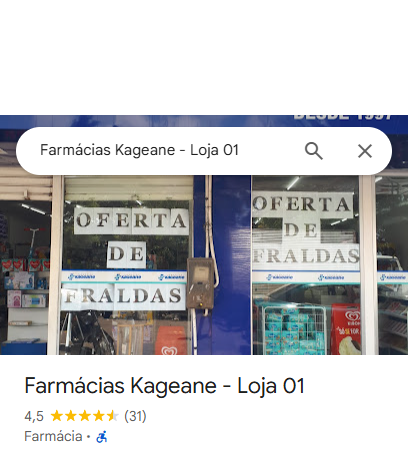 DESDE 1997
Farmácias Kageane - Loja 01
OFERTA
DE
kageane kageane kageane
FRALDAS
OFERTA
DE
FRALDAS
Farmácias Kageane - Loja 01
4,5 (31)
Farmácia ·